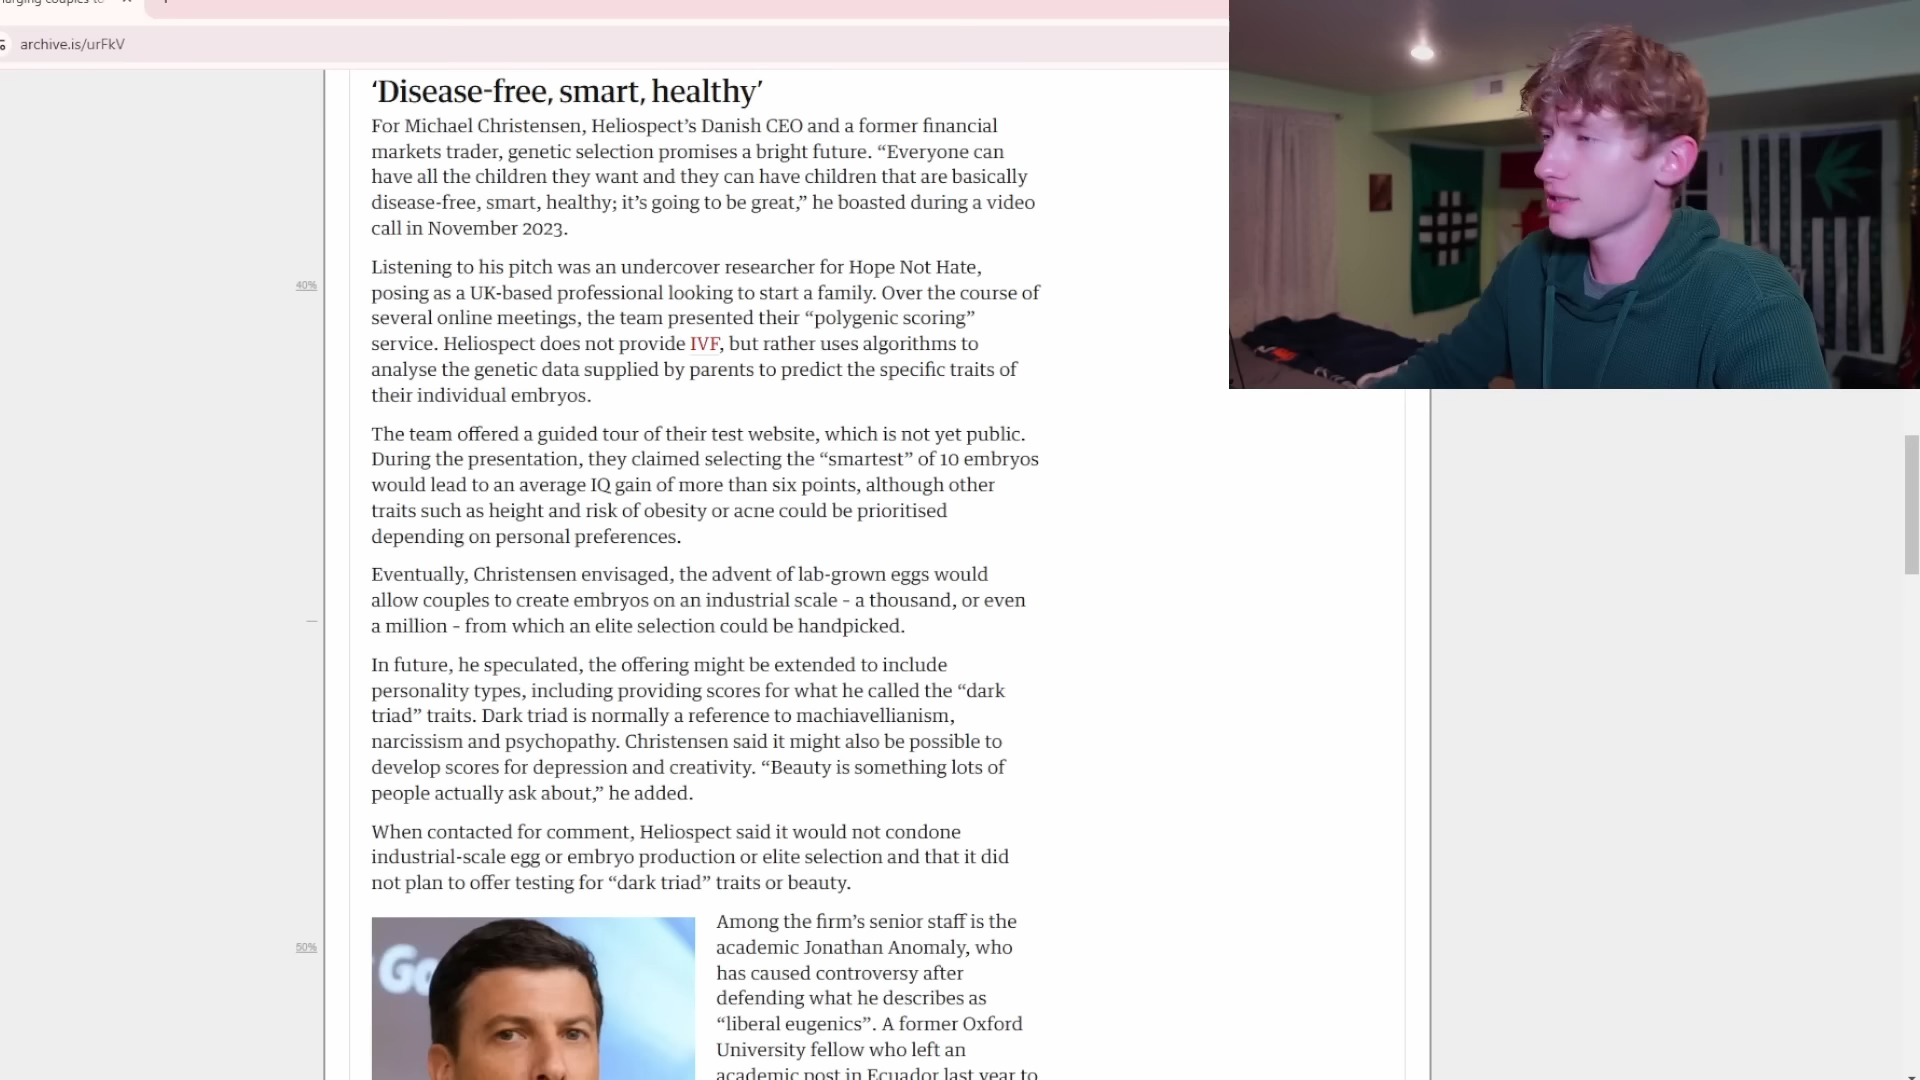 archive.is/urFkV
‘Disease-free, smart, healthy’
For Michael Christensen, Heliospect’s Danish CEO and a former financial
markets trader, genetic selection promises a bright future. “Everyone can
have all the children they want and they can have children that are basically
disease-free, smart, healthy; it’s going to be great,” he boasted during a video
call in November 2023.
Listening to his pitch was an undercover researcher for Hope Not Hate,
posing as a UK-based professional looking to start a family. Over the course of
40%
several online meetings, the team presented their “polygenic scoring”
service. Heliospect does not provide IVF, but rather uses algorithms to
analyse the genetic data supplied by parents to predict the specific traits of
their individual embryos.
The team offered a guided tour of their test website, which is not yet public.
During the presentation, they claimed selecting the “smartest” of 10 embryos
would lead to an average IQ gain of more than six points, although other
traits such as height and risk of obesity or acne could be prioritised
depending on personal preferences.
Eventually, Christensen envisaged, the advent of lab-grown eggs would
allow couples to create embryos on an industrial scale – a thousand, or even
a million – from which an elite selection could be handpicked.
In future, he speculated, the offering might be extended to include
personality types, including providing scores for what he called the “dark
triad” traits. Dark triad is normally a reference to machiavellianism,
narcissism and psychopathy. Christensen said it might also be possible to
develop scores for depression and creativity. “Beauty is something lots of
people actually ask about,” he added.
When contacted for comment, Heliospect said it would not condone
industrial-scale egg or embryo production or elite selection and that it did
not plan to offer testing for “dark triad” traits or beauty.
Among the firm’s senior staff is the
50%
academic Jonathan Anomaly, who
has caused controversy after
defending what he describes as
“liberal eugenics”. A former Oxford
University fellow who left an
academic post in Ecuador last year to
Go